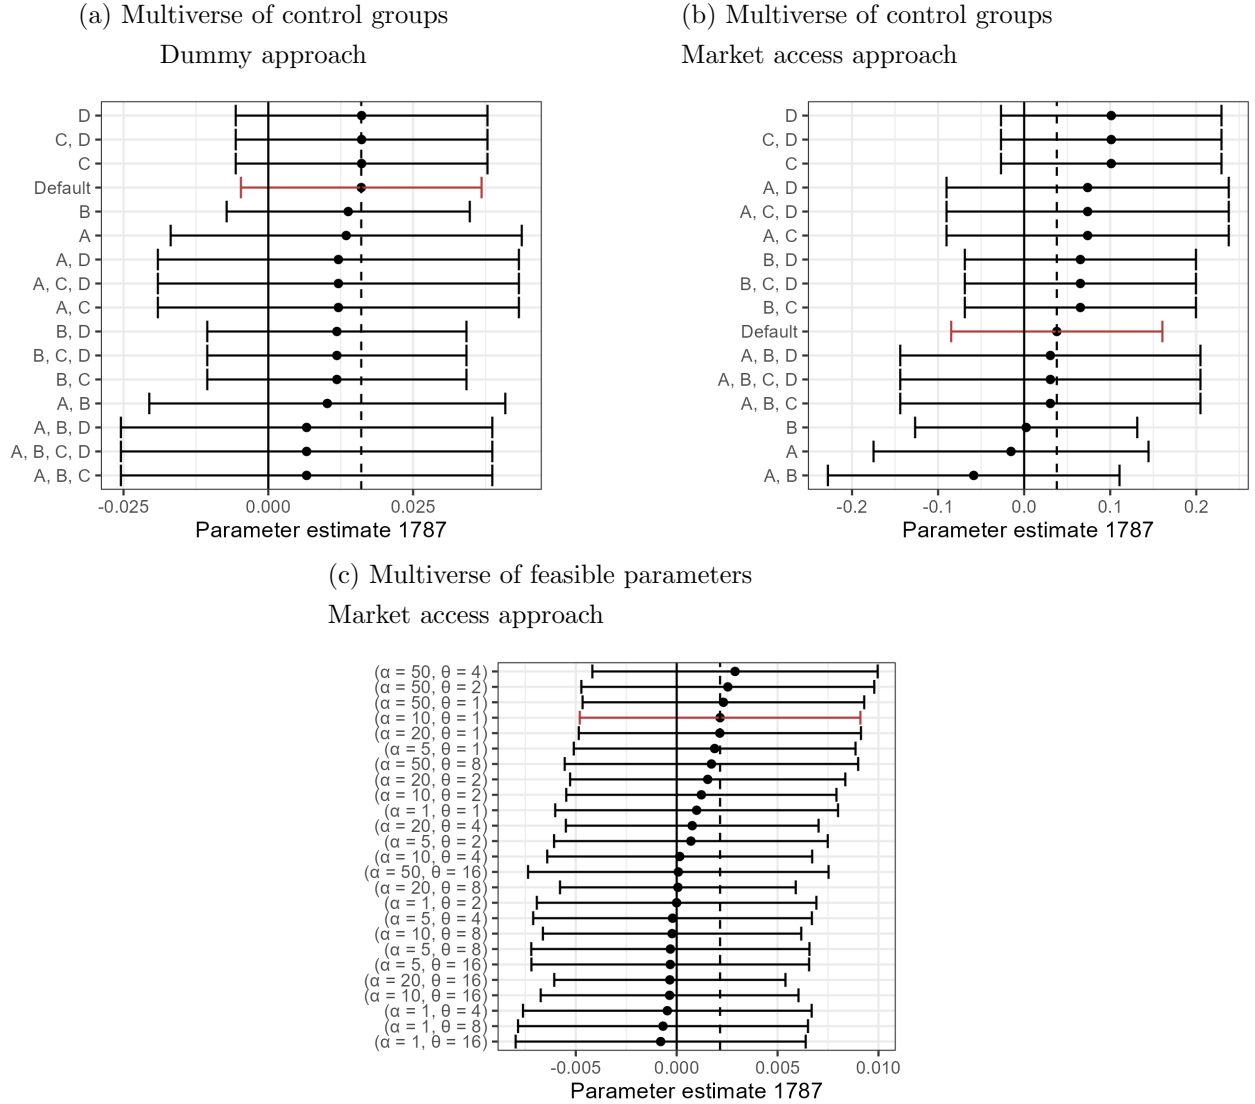 (a) Multiverse of control groups
Dummy approach
D
C, D
C
Default
B
A
A, D
A, C, D
A, C
B, D
B, C, D
B, C
A, B
A, B, D
A, B, C, D
A, B, C
-0.025 0.000 0.025
Parameter estimate 1787
(b) Multiverse of control groups
Market access approach
D
C, D
C
A, D
A, C, D
A, C
B, D
B, C, D
B, C
Default
A, B, D
A, B, C, D
A, B, C
B
A
A, B
-0.2 -0.1 0.0 0.1 0.2
Parameter estimate 1787
(c) Multiverse of feasible parameters
Market access approach
(α = 50, θ = 4)
(α = 50, θ = 2)
(α = 50, θ = 1)
(α = 10, θ = 1)
(α = 20, θ = 1)
(α = 5, θ = 1)
(α = 50, θ = 8)
(α = 20, θ = 2)
(α = 10, θ = 2)
(α = 1, θ = 1)
(α = 20, θ = 4)
(α = 5, θ = 2)
(α = 10, θ = 4)
(α = 50, θ = 16)
(α = 20, θ = 8)
(α = 1, θ = 2)
(α = 5, θ = 4)
(α = 10, θ = 8)
(α = 5, θ = 8)
(α = 5, θ = 16)
(α = 20, θ = 16)
(α = 10, θ = 16)
(α = 1, θ = 4)
(α = 1, θ = 8)
(α = 1, θ = 16)
-0.005 0.000 0.005 0.010
Parameter estimate 1787